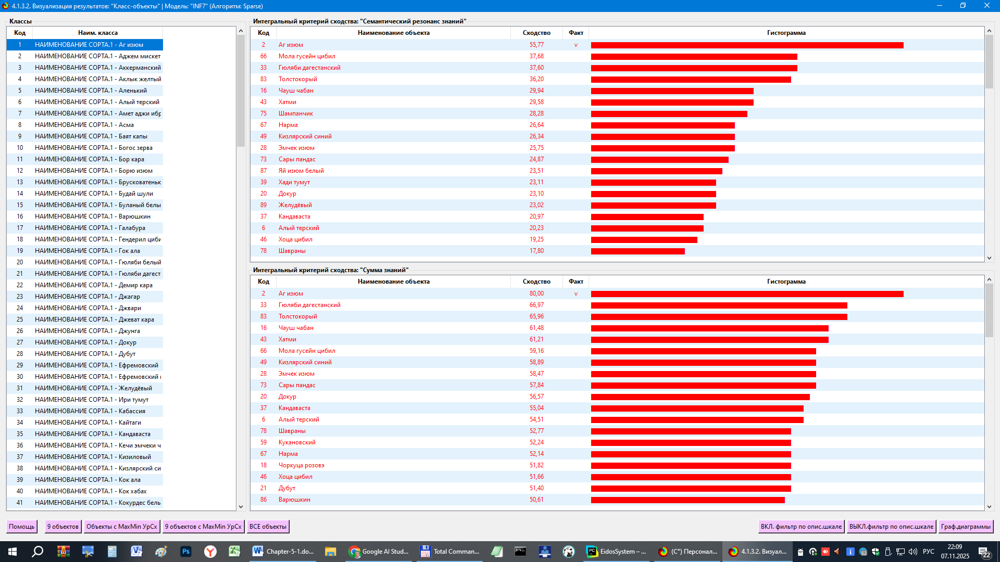 4.1.3.2. Визуализация результатов: "Класс-объекты" | Модель: "INF7" (Алгоритм: Sparse)
Классы
Код Наим. класса
1 НАИМЕНОВАНИЕ СОРТА.1 - Аг изюм
2 НАИМЕНОВАНИЕ СОРТА.1 - Аджем мискет
3 НАИМЕНОВАНИЕ СОРТА.1 - Аккерманский
4 НАИМЕНОВАНИЕ СОРТА.1 - Аклык желтый
5 НАИМЕНОВАНИЕ СОРТА.1 - Аленький
6 НАИМЕНОВАНИЕ СОРТА.1 - Алый терский
7 НАИМЕНОВАНИЕ СОРТА.1 - Амет аджи ибр
8 НАИМЕНОВАНИЕ СОРТА.1 - Асма
9 НАИМЕНОВАНИЕ СОРТА.1 - Баят капы
10 НАИМЕНОВАНИЕ СОРТА.1 - Богос зерва
11 НАИМЕНОВАНИЕ СОРТА.1 - Бор кара
12 НАИМЕНОВАНИЕ СОРТА.1 - Борю изюм
13 НАИМЕНОВАНИЕ СОРТА.1 - Брусковатеньк
14 НАИМЕНОВАНИЕ СОРТА.1 - Будай шули
15 НАИМЕНОВАНИЕ СОРТА.1 - Буланый белы
16 НАИМЕНОВАНИЕ СОРТА.1 - Варюшкин
17 НАИМЕНОВАНИЕ СОРТА.1 - Галабура
18 НАИМЕНОВАНИЕ СОРТА.1 - Гендерил циби
19 НАИМЕНОВАНИЕ СОРТА.1 - Гок ала
20 НАИМЕНОВАНИЕ СОРТА.1 - Гюляби белый
21 НАИМЕНОВАНИЕ СОРТА.1 - Гюляби дагест
22 НАИМЕНОВАНИЕ СОРТА.1 - Демир кара
23 НАИМЕНОВАНИЕ СОРТА.1 - Джагар
24 НАИМЕНОВАНИЕ СОРТА.1 - Джвари
25 НАИМЕНОВАНИЕ СОРТА.1 - Джеват кара
26 НАИМЕНОВАНИЕ СОРТА.1 - Джунга
27 НАИМЕНОВАНИЕ СОРТА.1 - Докур
28 НАИМЕНОВАНИЕ СОРТА.1 - Дубут
29 НАИМЕНОВАНИЕ СОРТА.1 - Ефремовский
30 НАИМЕНОВАНИЕ СОРТА.1 - Ефремовский
31 НАИМЕНОВАНИЕ СОРТА.1 - Желудёвый
32 НАИМЕНОВАНИЕ СОРТА.1 - Ири тумут
33 НАИМЕНОВАНИЕ СОРТА.1 - Кабассия
34 НАИМЕНОВАНИЕ СОРТА.1 - Кайтаги
35 НАИМЕНОВАНИЕ СОРТА.1 - Кандаваста
36 НАИМЕНОВАНИЕ СОРТА.1 - Кечи эмчеки ч
37 НАИМЕНОВАНИЕ СОРТА.1 - Кизиловый
38 НАИМЕНОВАНИЕ СОРТА.1 - Кизлярский си
39 НАИМЕНОВАНИЕ СОРТА.1 - Кок ала
40 НАИМЕНОВАНИЕ СОРТА.1 - Кок хабах
41 НАИМЕНОВАНИЕ СОРТА.1 - Кокурдес бель
Интегральный критерий сходства: "Семантический резонанс знаний"
Код Наименование объекта Сходство Факт Гистограмма
2 Аг изюм 55,77 v
66 Мола гусейн цибил 37,68
33 Гюляби дагестанский 37,60
83 Толстокорый 36,20
16 Чауш чабан 29,94
43 Хатми 29,58
75 Шампанчик 28,28
67 Нарма 26,64
49 Кизлярский синий 26,34
28 Эмчек изюм 25,75
73 Сары пандас 24,87
87 Яй изюм белый 23,51
39 Хади тумут 23,11
20 Докур 23,10
89 Желудёвый 23,02
37 Кандаваста 20,97
6 Алый терский 20,23
46 Хоца цибил 19,25
78 Шавраны 17,80
Интегральный критерий сходства: "Сумма знаний"
Код Наименование объекта Сходство Факт Гистограмма
2 Аг изюм 80,00 v
33 Гюляби дагестанский 66,97
83 Толстокорый 65,96
16 Чауш чабан 61,48
43 Хатми 61,21
66 Мола гусейн цибил 59,16
49 Кизлярский синий 58,89
28 Эмчек изюм 58,47
73 Сары пандас 57,84
20 Докур 56,57
37 Кандаваста 55,04
6 Алый терский 54,51
78 Шавраны 52,77
59 Кукановский 52,24
67 Нарма 52,14
18 Чоркуца розовэ 51,82
46 Хоца цибил 51,66
21 Дубут 51,40
86 Варюшкин 50,61
Помощь 9 объектов Объекты с MaxMin УрСх 9 объектов с MaxMin УрСх ВСЕ объекты ВКЛ. фильтр по опис.шкале ВЫКЛ.фильтр по опис.шкале Граф.диаграммы
Chapter-5-1.do... Google AI Stud... Total Comman... EidosSystem – ... (C°) Персонал... 4.1.3.2. Визуал... РУС 22:09
07.11.2025 22